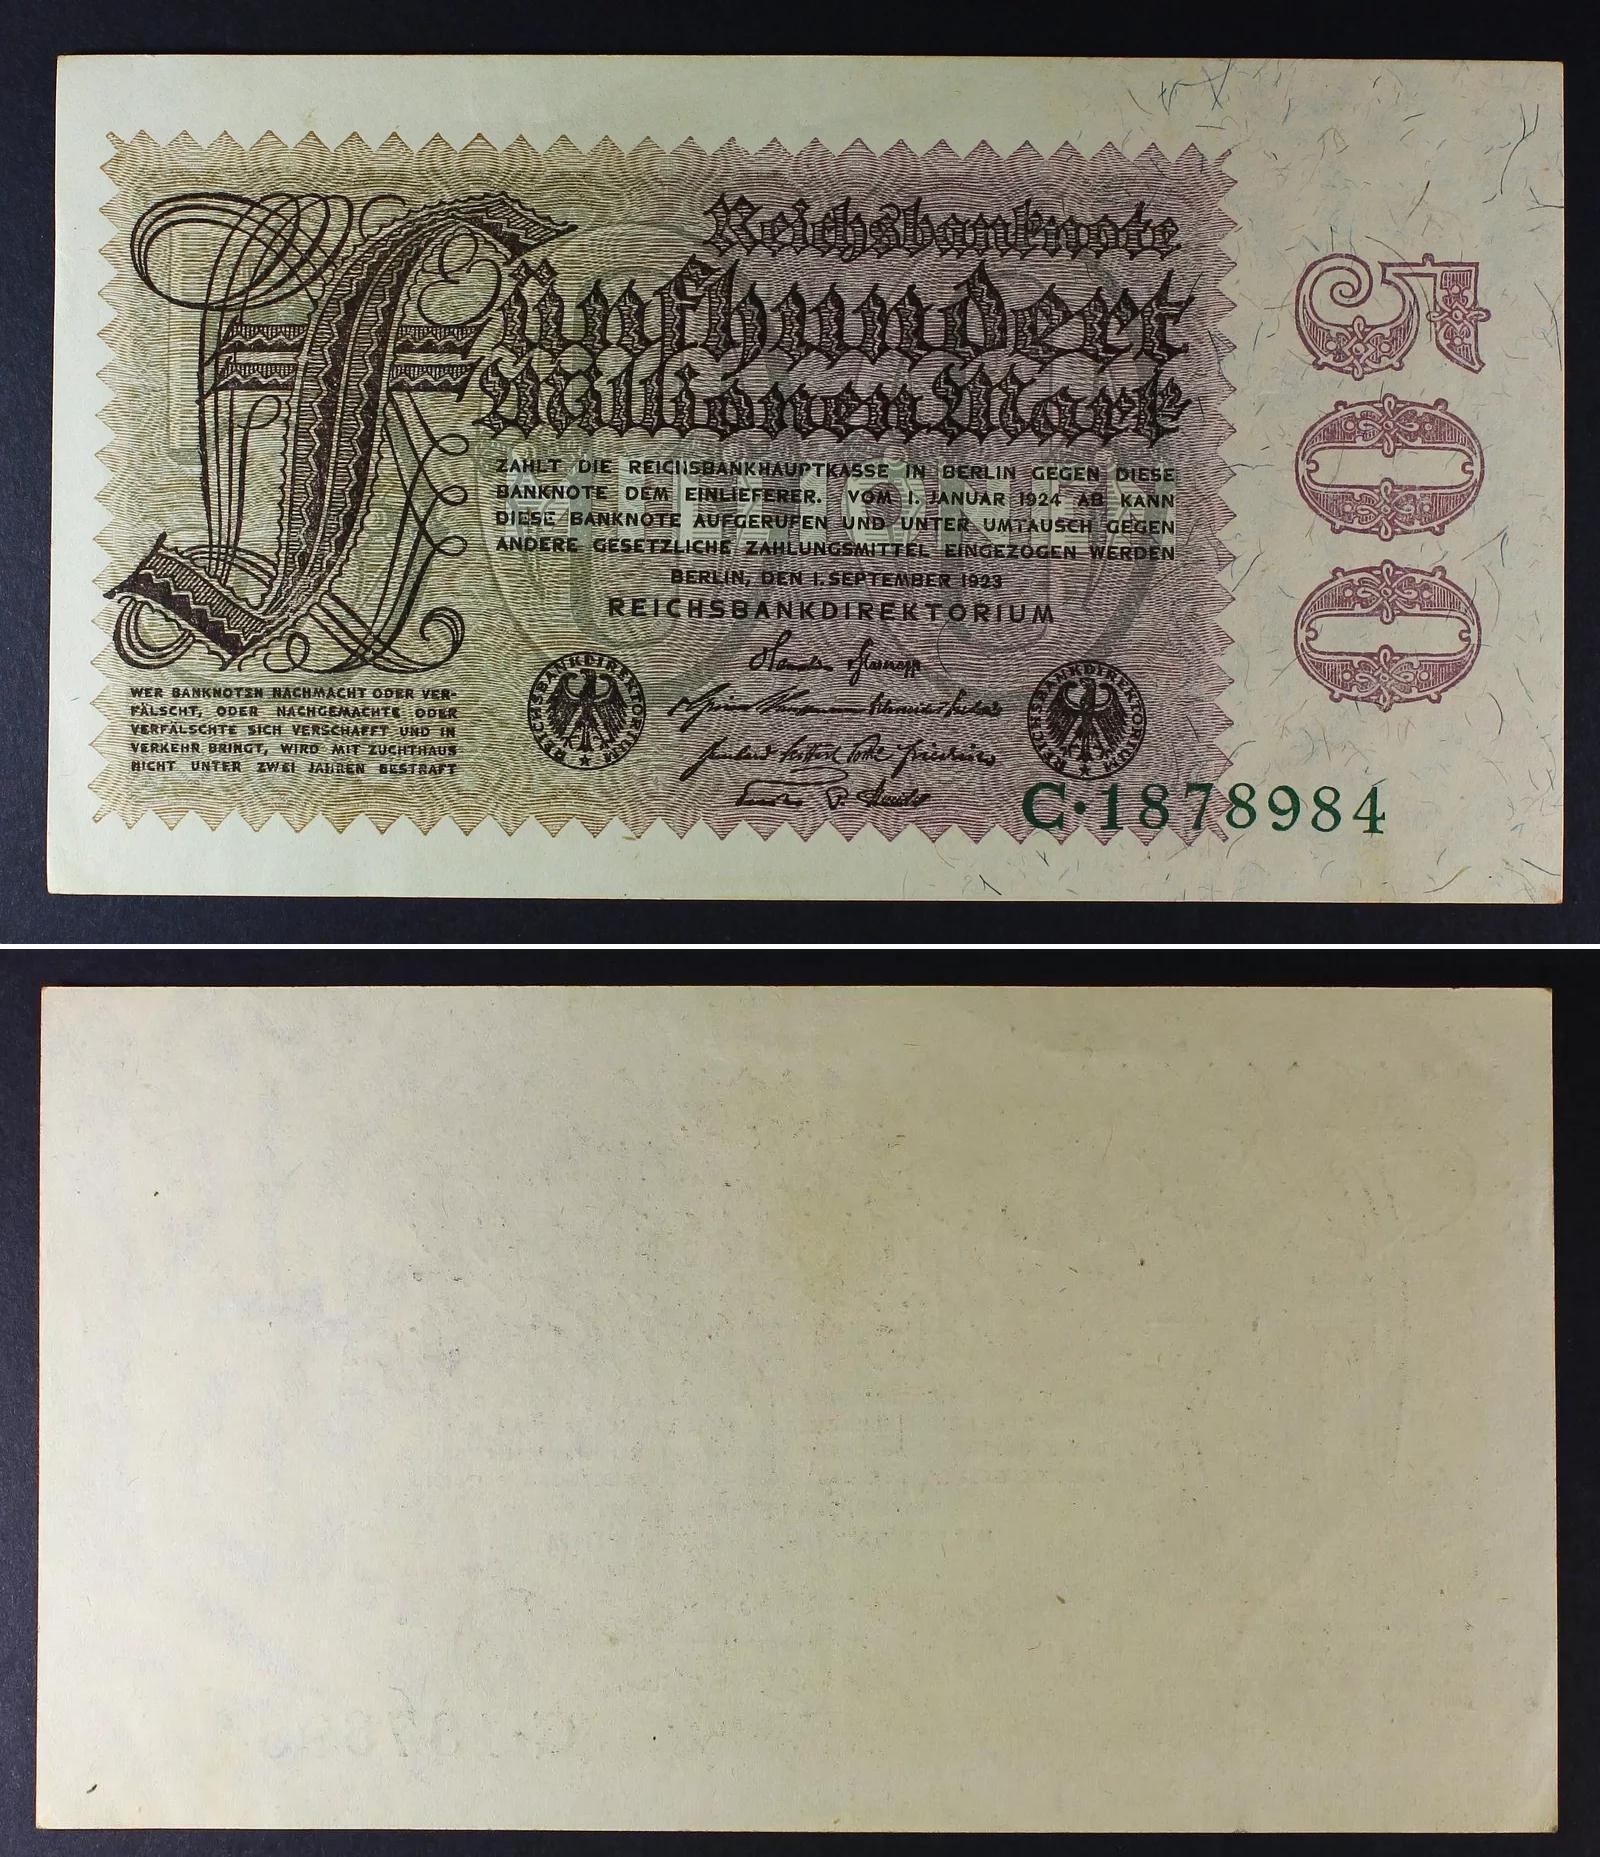 Reichsbanknote
Fünfhundert
Millionen Mark
ZAHLT DIE REICHSBANKHAUPTKASSE IN BERLIN GEGEN DIESE
BANKNOTE DEM EINLIEFERER. VOM 1. JANUAR 1924 AB KANN
DIESE BANKNOTE AUFGERUFEN UND UNTER UMTAUSCH GEGEN
ANDERE GESETZLICHE ZAHLUNGSMITTEL EINGEZOGEN WERDEN
BERLIN, DEN 1. SEPTEMBER 1923
REICHSBANKDIREKTORIUM
WER BANKNOTEN NACHMACHT ODER VER-
FÄLSCHT, ODER NACHGEMACHTE ODER
VERFÄLSCHTE SICH VERSCHAFFT UND IN
VERKEHR BRINGT, WIRD MIT ZUCHTHAUS
NICHT UNTER ZWEI JAHREN BESTRAFT
REICHSBANKDIREKTORIUM
REICHSBANKDIREKTORIUM
C·1878984
500